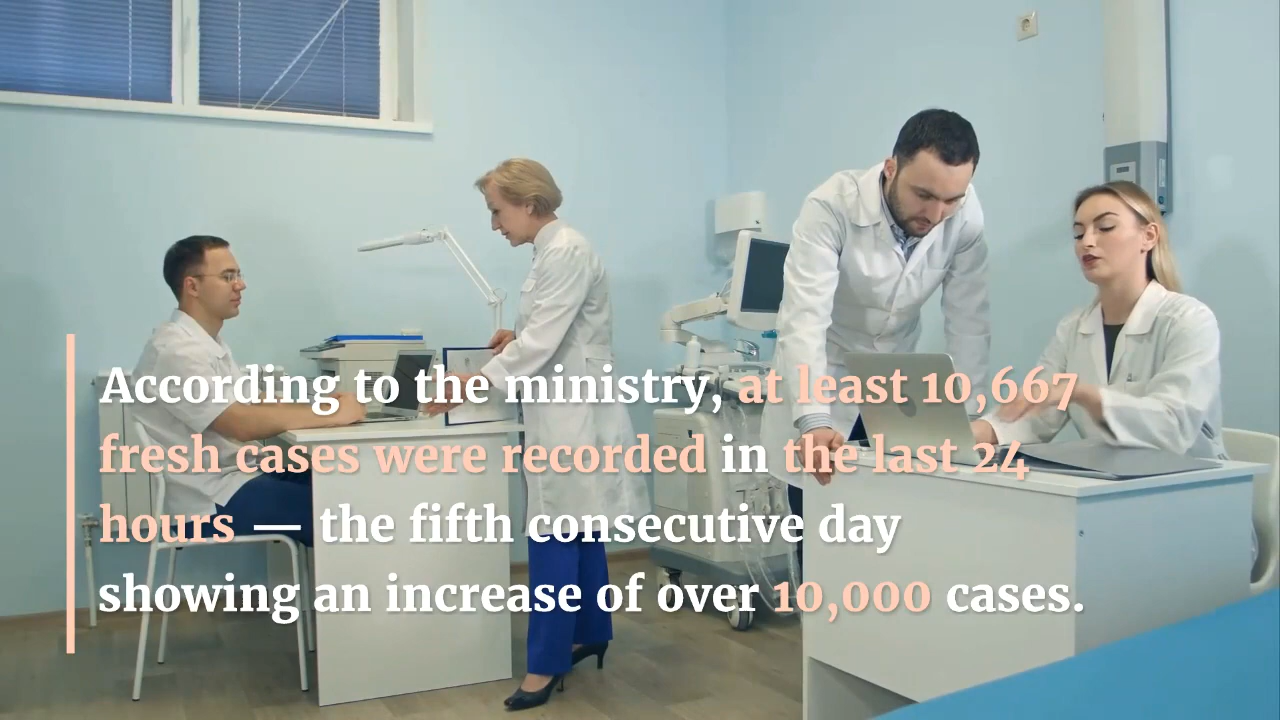 According to the ministry, at least 10,667
fresh cases were recorded in the last 24
hours — the fifth consecutive day
showing an increase of over 10,000 cases.